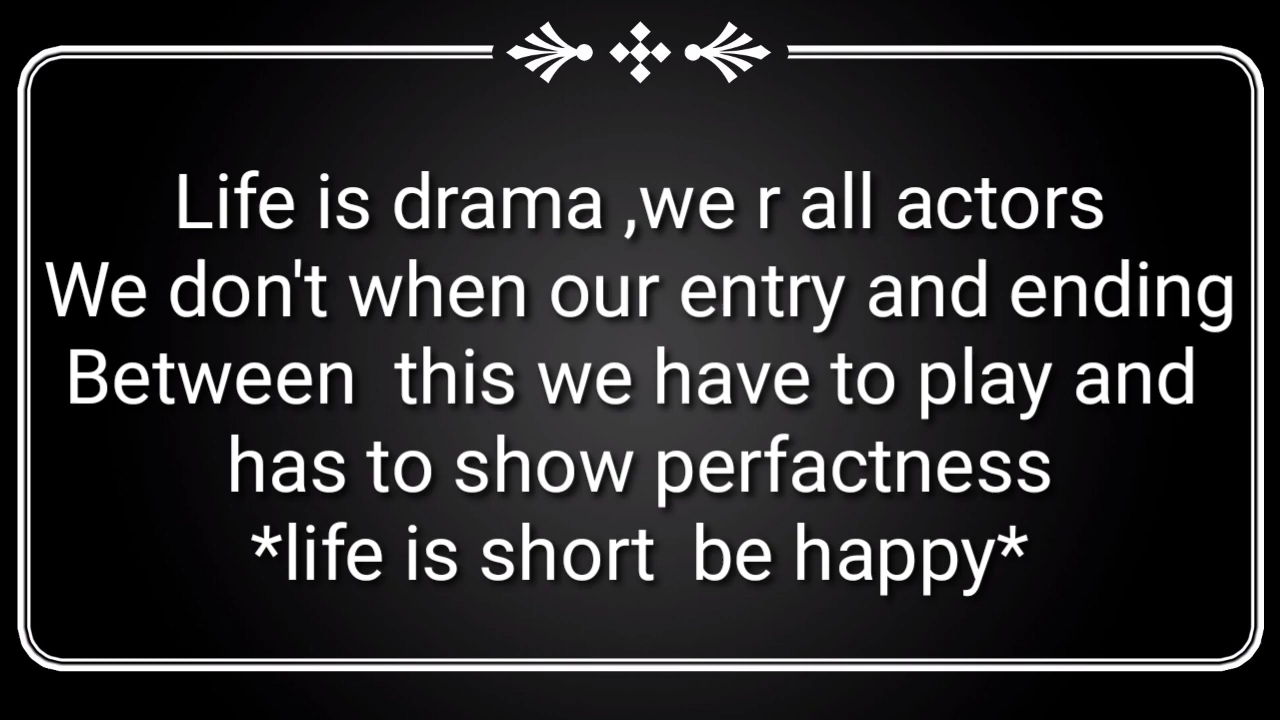 Life is drama ,we r all actors
We don't when our entry and ending
Between  this we have to play and
has to show perfactness
*life is short  be happy*